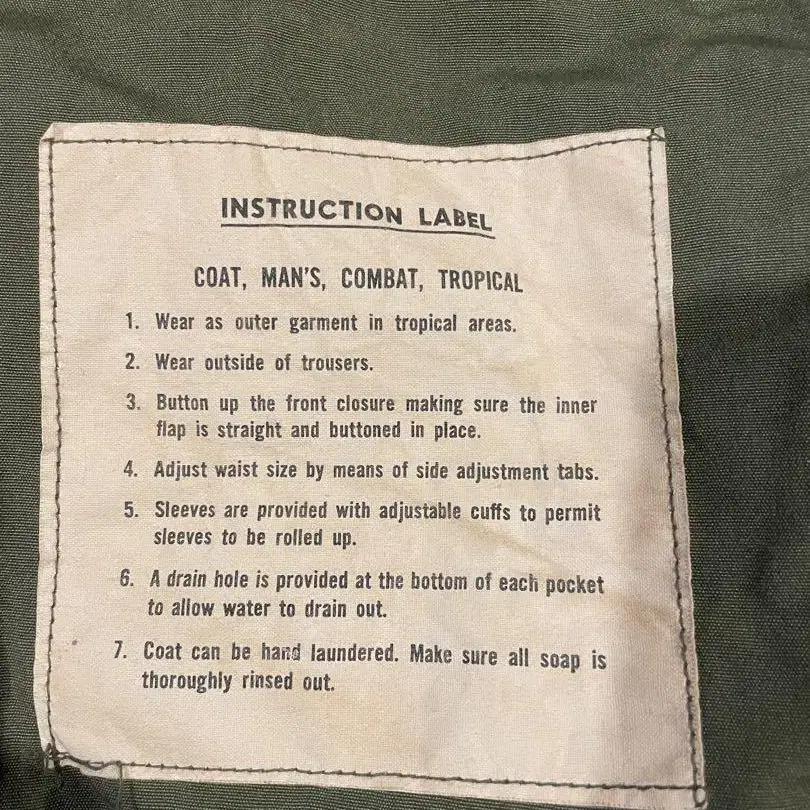 INSTRUCTION LABEL
COAT, MAN'S, COMBAT, TROPICAL
1. Wear as outer garment in tropical areas.
2. Wear outside of trousers.
3. Button up the front closure making sure the inner
flap is straight and buttoned in place.
4. Adjust waist size by means of side adjustment tabs.
5. Sleeves are provided with adjustable cuffs to permit
sleeves to be rolled up.
6. A drain hole is provided at the bottom of each pocket
to allow water to drain out.
7. Coat can be hand laundered. Make sure all soap is
thoroughly rinsed out.